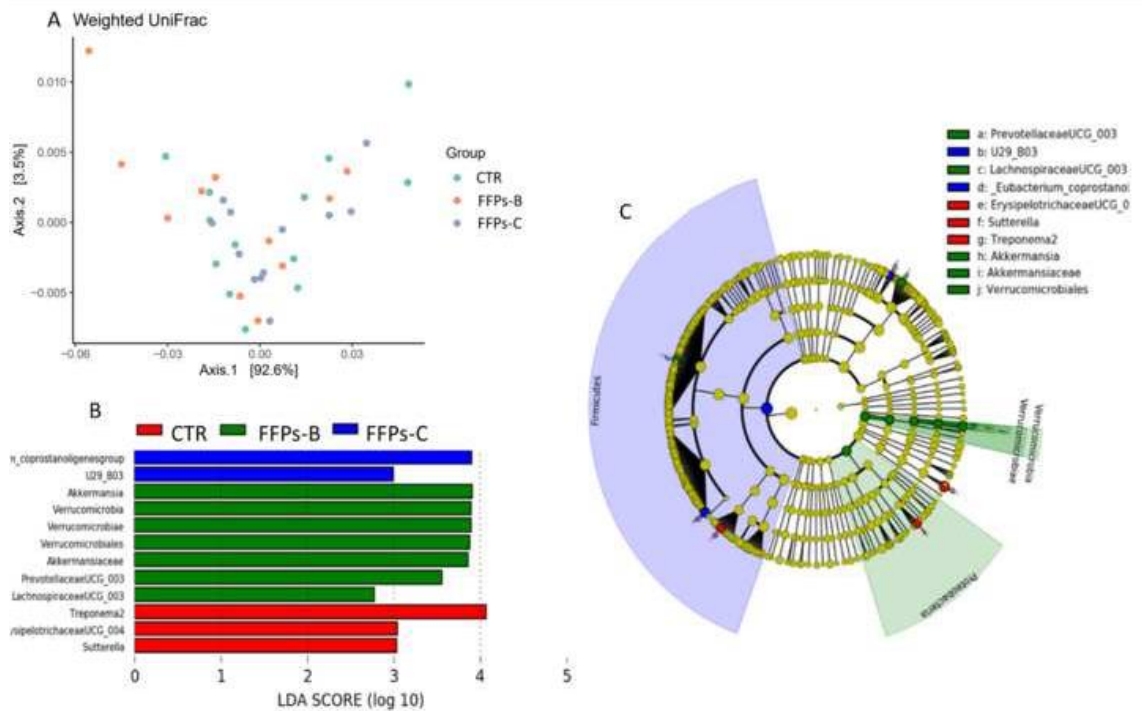 A Weighted UniFrac
0.010
0.005
0.000
−0.005
Axis.2 [3.5%]
−0.06
−0.03
0.00
0.03
Axis.1 [92.6%]
Group
CTR
FFPs-B
FFPs-C
B
CTR
FFPs-B
FFPs-C
n_coprostanoligenesgroup
U29_B03
Akkermansia
Verrucomicrobia
Verrucomicrobiae
Verrucomicrobiales
Akkermansiaceae
PrevotellaceaeUCG_003
LachnospiraceaeUCG_003
Treponema2
rysipelotrichaceaeUCG_004
Sutterella
0 1 2 3 4 5
LDA SCORE (log 10)
C
a: PrevotellaceaeUCG_003
b: U29_B03
c: LachnospiraceaeUCG_003
d: _Eubacterium_coprostanol
e: ErysipelotrichaceaeUCG_0
f: Sutterella
g: Treponema2
h: Akkermansia
i: Akkermansiaceae
j: Verrucomicrobiales
Firmicutes
Verrucomicrobia
Verrucomicrobiae
Proteobacteria